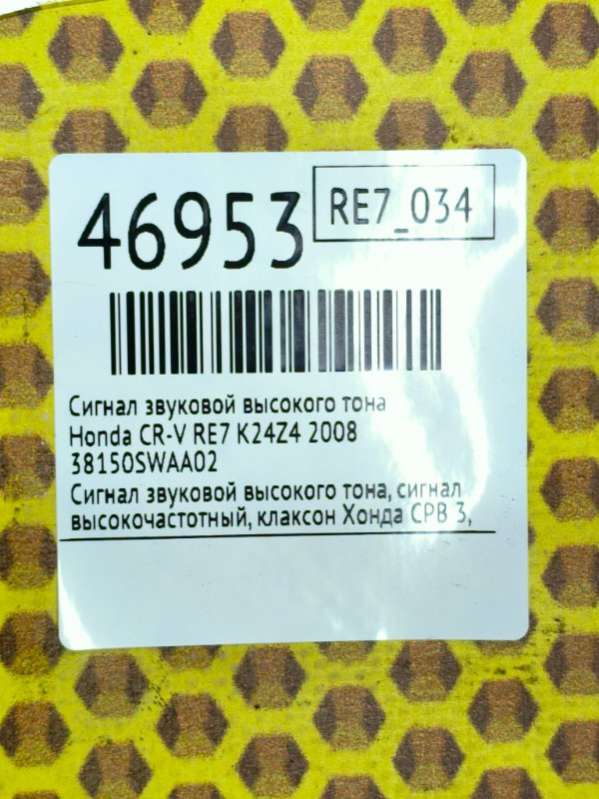 46953
RE7_034
Сигнал звуковой высокого тона
Honda CR-V RE7 K24Z4 2008
38150SWAA02
Сигнал звуковой высокого тона, сигнал
высокочастотный, клаксон Хонда СРВ 3,